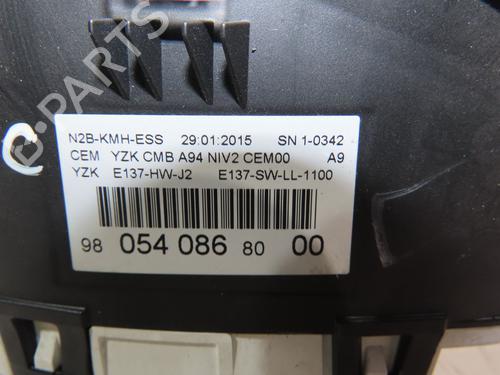 B-PARTS
N2B-KMH-ESS 29:01:2015 SN 1-0342
CEM YZK CMB A94 NIV2 CEM00 A9
YZK E137-HW-J2 E137-SW-LL-1100
98 054 086 80 00